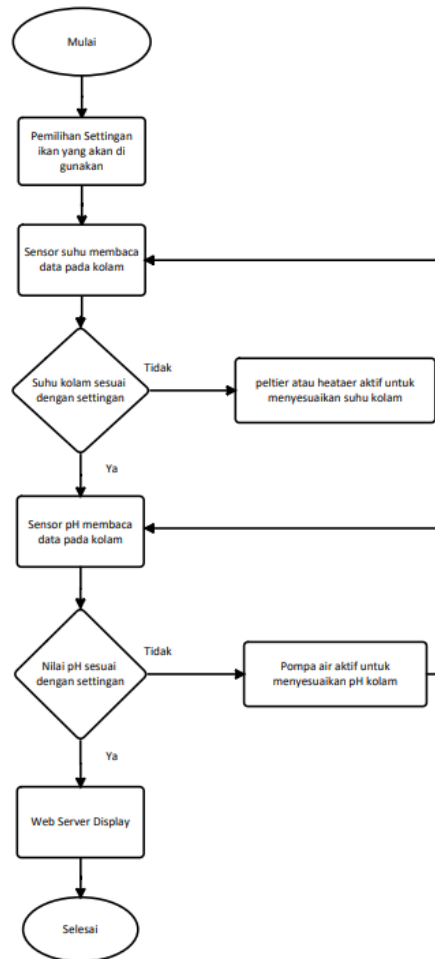 Mulai
Pemilihan Settingan
ikan yang akan di
gunakan
Sensor suhu membaca
data pada kolam
Suhu kolam sesuai
dengan settingan
Tidak
peltier atau heataer aktif untuk
menyesuaikan suhu kolam
Ya
Sensor pH membaca
data pada kolam
Nilai pH sesuai
dengan settingan
Tidak
Pompa air aktif untuk
menyesuaikan pH kolam
Ya
Web Server Display
Selesai